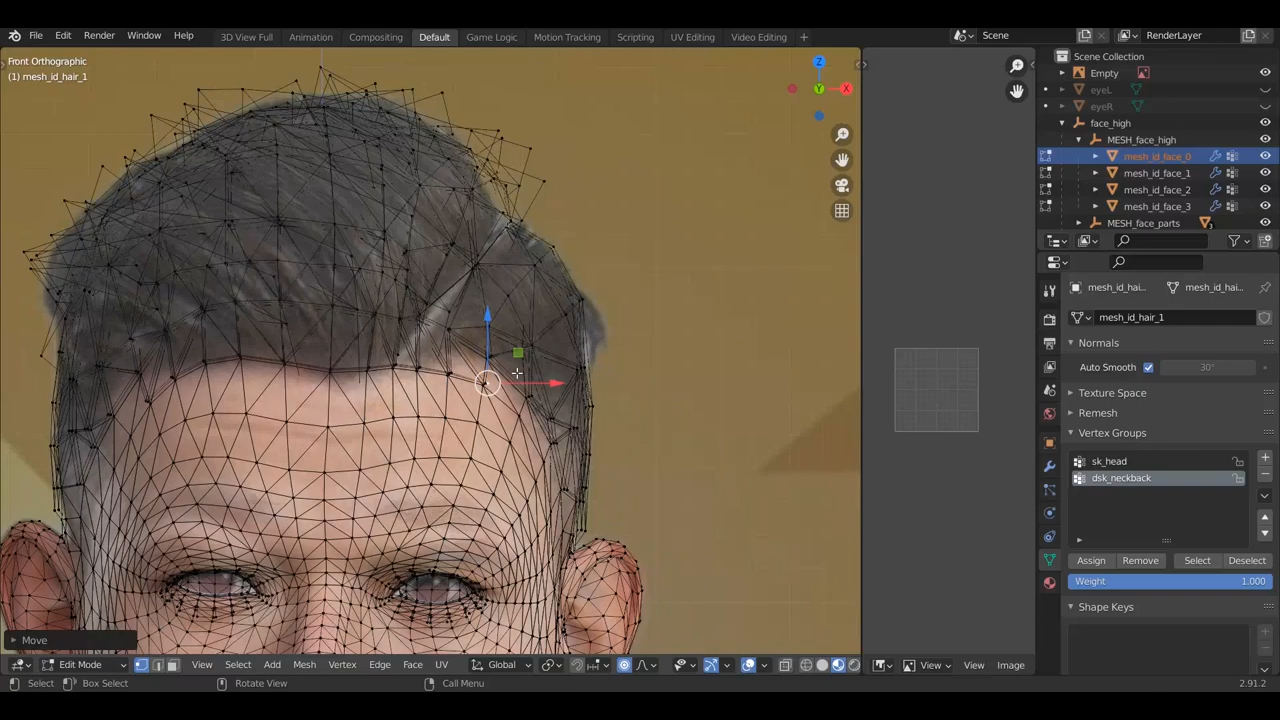 File Edit Render Window Help
3D View Full Animation Compositing Default Game Logic Motion Tracking Scripting UV Editing Video Editing +
Scene
RenderLayer
Front Orthographic
(1) mesh_id_hair_1
Z
Y
X
Scene Collection
Empty
eyeL
eyeR
face_high
MESH_face_high
mesh_id_face_0
mesh_id_face_1
mesh_id_face_2
mesh_id_face_3
MESH_face_parts
3
mesh_id_hai... mesh_id_hai...
mesh_id_hair_1
Normals
Auto Smooth 30°
Texture Space
Remesh
Vertex Groups
sk_head
dsk_neckback
Assign Remove Select Deselect
Weight 1.000
Shape Keys
Move
Edit Mode View Select Add Mesh Vertex Edge Face UV Global
View View Image
Select Box Select Rotate View Call Menu 2.91.2